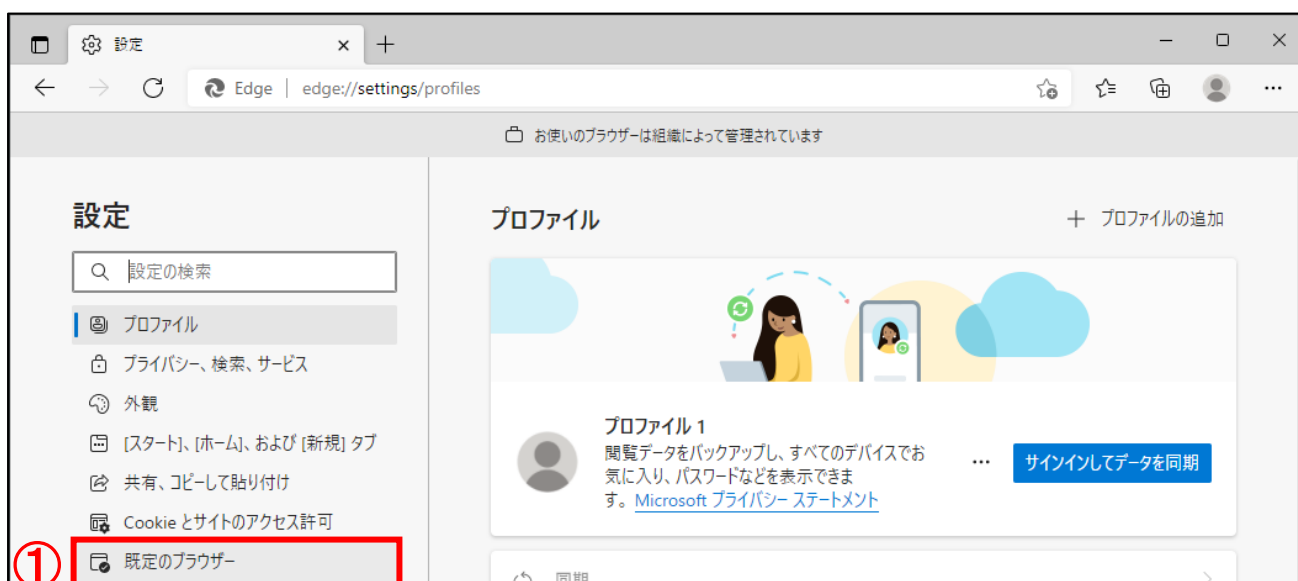 設定
Edge | edge://settings/profiles
お使いのブラウザーは組織によって管理されています
設定
設定の検索
プロファイル
プライバシー、検索、サービス
外観
[スタート]、[ホーム]、および [新規] タブ
共有、コピーして貼り付け
Cookie とサイトのアクセス許可
① 既定のブラウザー
プロファイル
プロファイルの追加
プロファイル 1
閲覧データをバックアップし、すべてのデバイスでお
気に入り、パスワードなどを表示できま
す。Microsoft プライバシー ステートメント
サインインしてデータを同期
同期